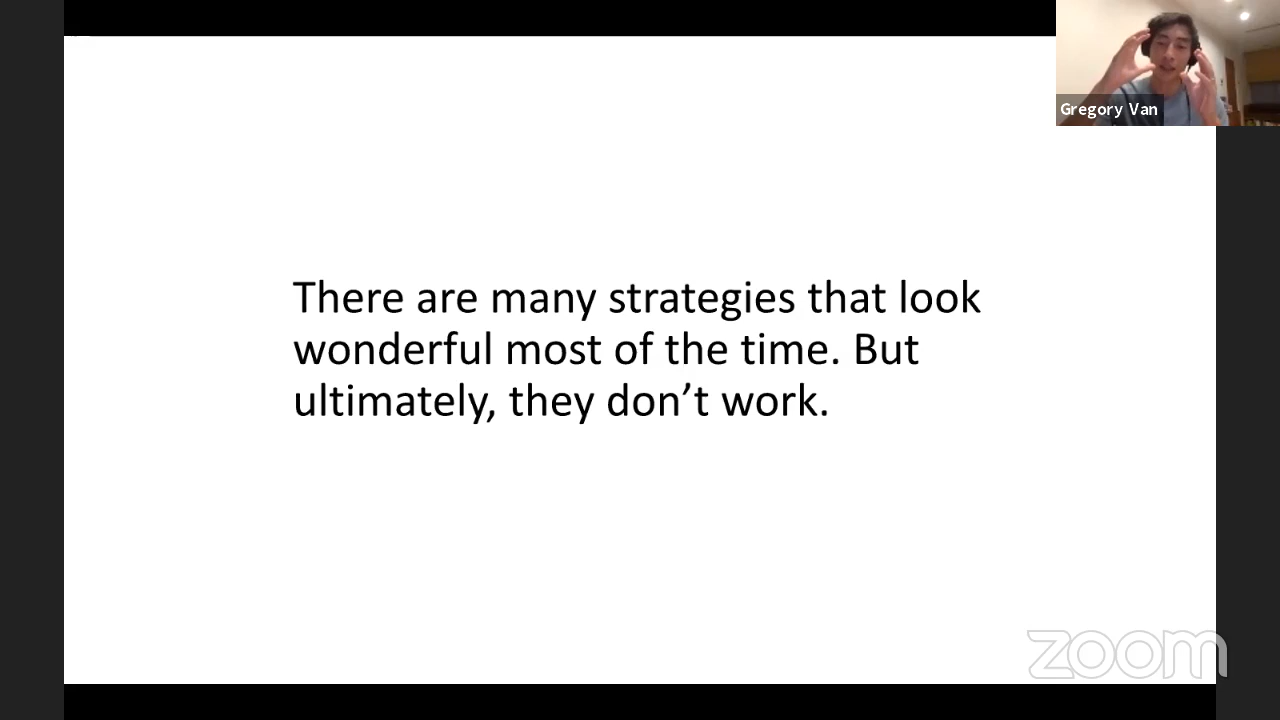 Gregory Van
There are many strategies that look
wonderful most of the time. But
ultimately, they don’t work.
zoom